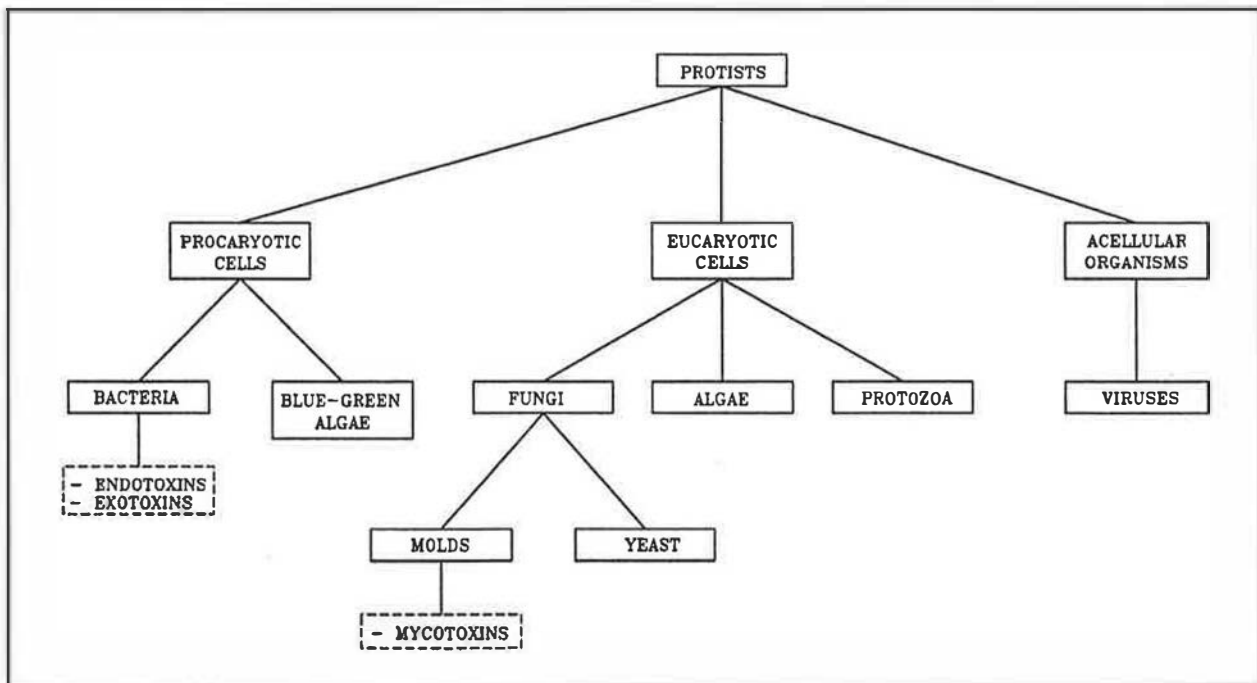 PROTISTS
PROCARYOTIC
CELLS
EUCARYOTIC
CELLS
ACELLULAR
ORGANISMS
BACTERIA
BLUE-GREEN
ALGAE
FUNGI
ALGAE
PROTOZOA
VIRUSES
- ENDOTOXINS
- EXOTOXINS
MOLDS
YEAST
- MYCOTOXINS